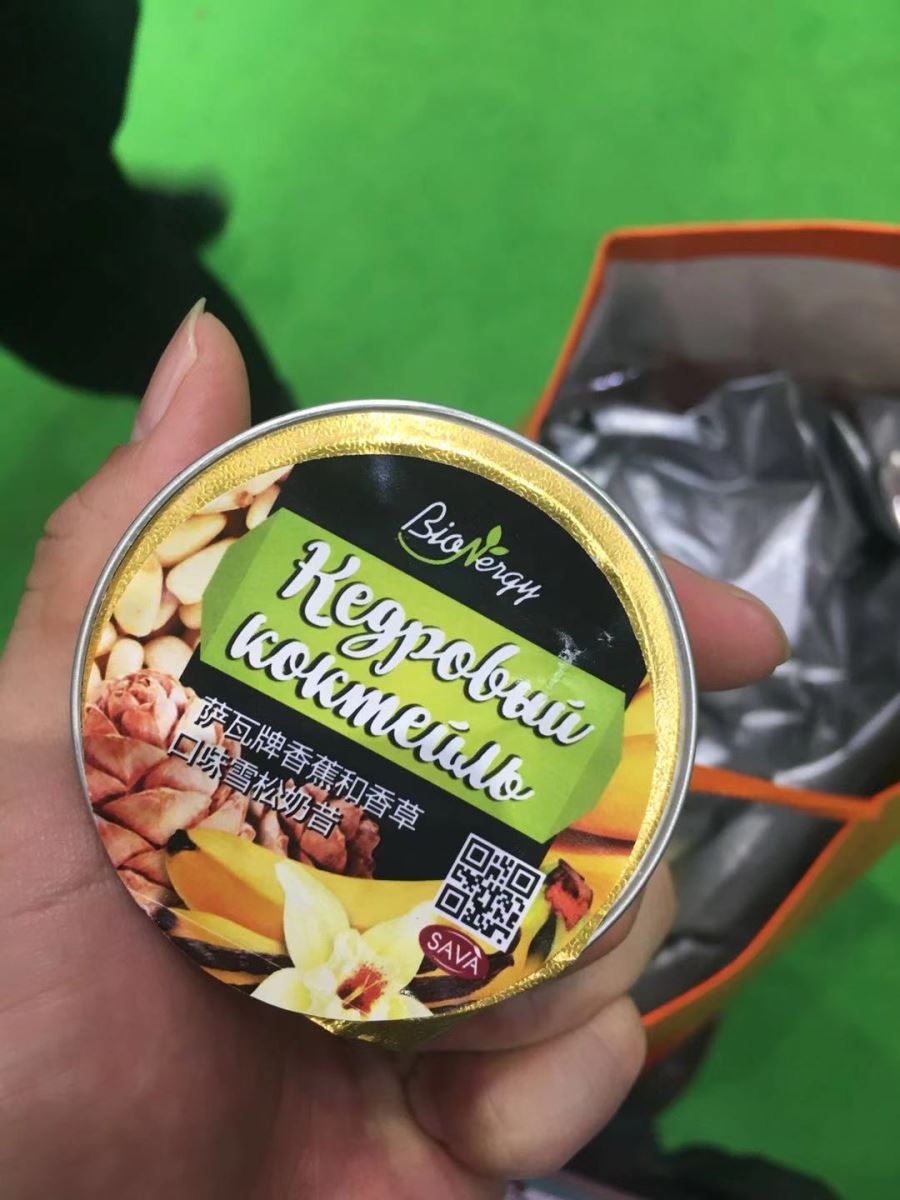 BioNergy
Кедровый
коктейль
萨瓦牌香蕉和香草
口味雪松奶昔
SAVA